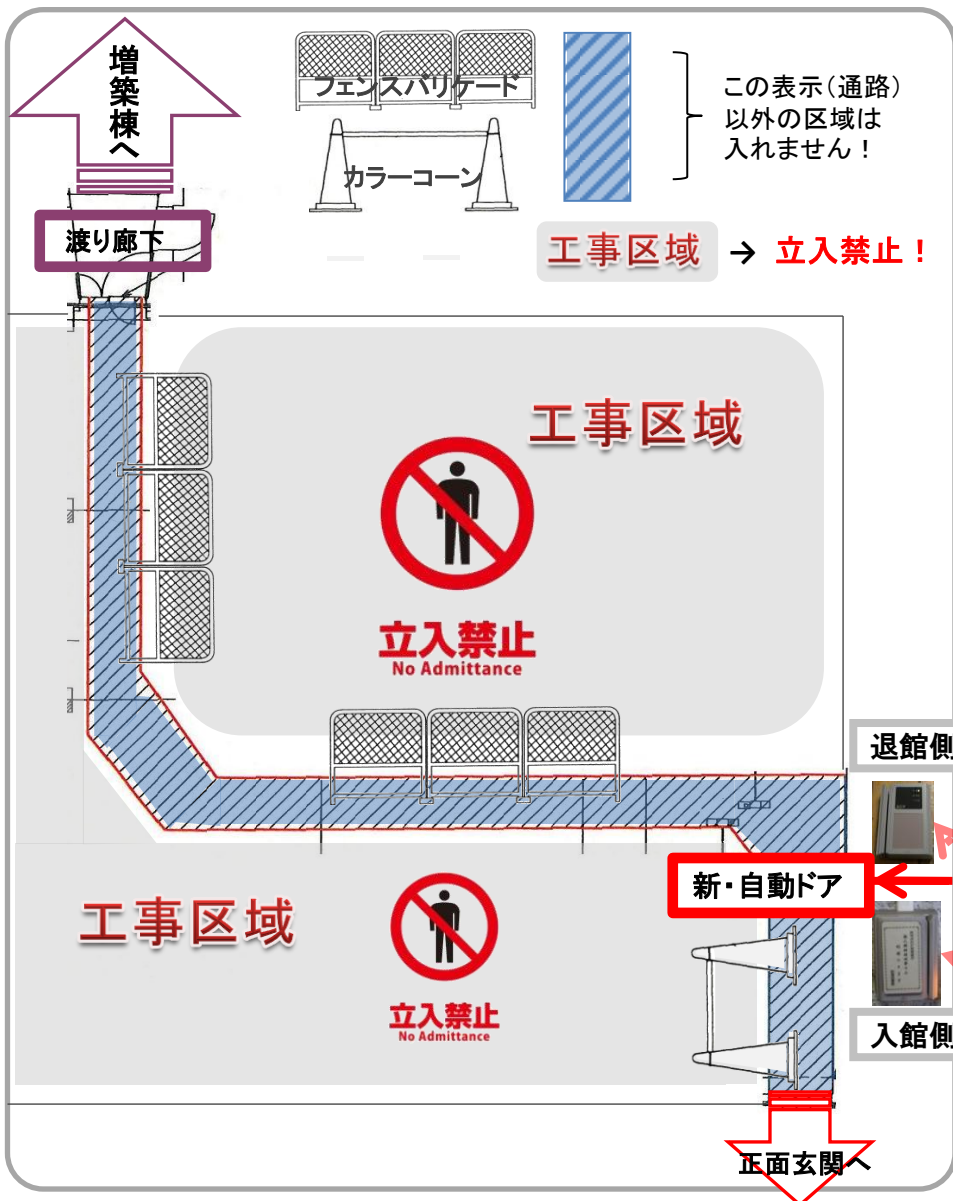 増築棟へ
フェンスバリケード
カラーコーン
この表示(通路)
以外の区域は
入れません!
渡り廊下
工事区域 → 立入禁止!
工事区域
立入禁止
No Admittance
退館側
新・自動ドア
工事区域
立入禁止
No Admittance
入館側
正面玄関へ